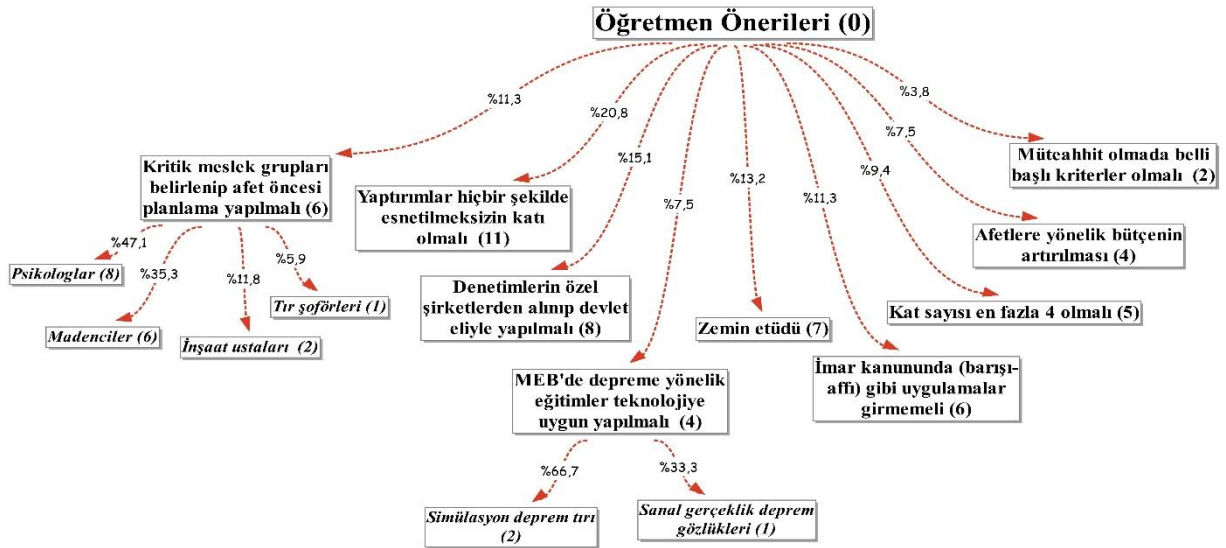 Öğretmen Önerileri (0)
%11,3
%20,8
%15,1
%7,5
%13,2
%11,3
%9,4
%7,5
%3,8
Kritik meslek grupları
belirlenip afet öncesi
planlama yapılmalı (6)
%47,1
%35,3
%11,8
%5,9
Psikologlar (8)
Madenciler (6)
İnşaat ustaları (2)
Tır şoförleri (1)
Yaptırımlar hiçbir şekilde
esnetilmeksizin katı
olmalı (11)
Denetimlerin özel
şirketlerden alınıp devlet
eliyle yapılmalı (8)
MEB'de depreme yönelik
eğitimler teknolojiye
uygun yapılmalı (4)
%66,7
%33,3
Simülasyon deprem tırı
(2)
Sanal gerçeklik deprem
gözlükleri (1)
Zemin etüdü (7)
İmar kanununda (barışı-
affı) gibi uygulamalar
girmemeli (6)
Kat sayısı en fazla 4 olmalı (5)
Afetlere yönelik bütçenin
artırılması (4)
Müteahhit olmada belli
başlı kriterler olmalı (2)